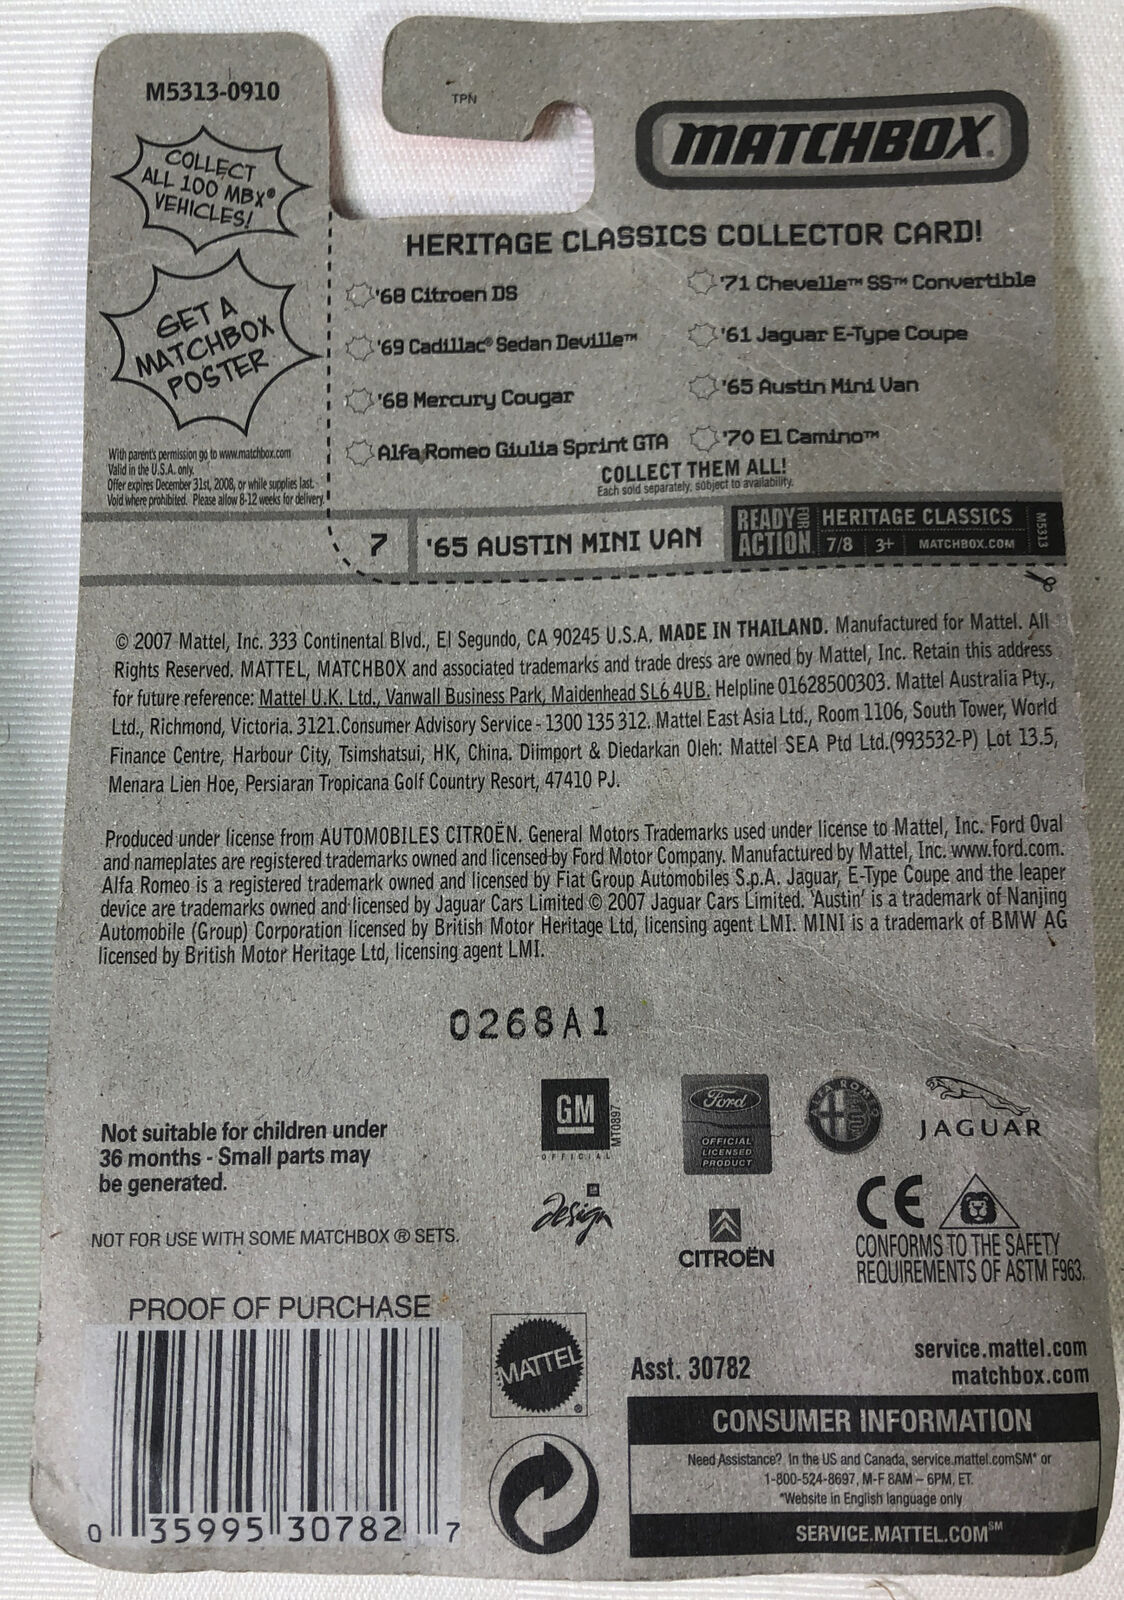 M5313-0910
TPN
MATCHBOX
COLLECT
ALL 100 MBX®
VEHICLES!
GET A
MATCHBOX
POSTER
With parent's permission go to www.matchbox.com
Valid in the U.S.A. only.
Offer expires December 31st, 2008, or while supplies last.
Void where prohibited. Please allow 8-12 weeks for delivery.
HERITAGE CLASSICS COLLECTOR CARD!
'68 Citroen DS
'69 Cadillac® Sedan Deville™
'68 Mercury Cougar
Alfa Romeo Giulia Sprint GTA
'71 Chevelle™ SS™ Convertible
'61 Jaguar E-Type Coupe
'65 Austin Mini Van
'70 El Camino™
COLLECT THEM ALL!
Each sold separately, subject to availability.
7
'65 AUSTIN MINI VAN
READY FOR ACTION
HERITAGE CLASSICS
7/8 3+ MATCHBOX.COM
M5313
© 2007 Mattel, Inc. 333 Continental Blvd., El Segundo, CA 90245 U.S.A. MADE IN THAILAND. Manufactured for Mattel. All
Rights Reserved. MATTEL, MATCHBOX and associated trademarks and trade dress are owned by Mattel, Inc. Retain this address
for future reference: Mattel U.K. Ltd., Vanwall Business Park, Maidenhead SL6 4UB. Helpline 01628500303. Mattel Australia Pty.,
Ltd., Richmond, Victoria. 3121.Consumer Advisory Service - 1300 135 312. Mattel East Asia Ltd., Room 1106, South Tower, World
Finance Centre, Harbour City, Tsimshatsui, HK, China. Diimport & Diedarkan Oleh: Mattel SEA Ptd Ltd.(993532-P) Lot 13.5,
Menara Lien Hoe, Persiaran Tropicana Golf Country Resort, 47410 PJ.
Produced under license from AUTOMOBILES CITROËN. General Motors Trademarks used under license to Mattel, Inc. Ford Oval
and nameplates are registered trademarks owned and licensed by Ford Motor Company. Manufactured by Mattel, Inc. www.ford.com.
Alfa Romeo is a registered trademark owned and licensed by Fiat Group Automobiles S.p.A. Jaguar, E-Type Coupe and the leaper
device are trademarks owned and licensed by Jaguar Cars Limited © 2007 Jaguar Cars Limited. 'Austin' is a trademark of Nanjing
Automobile (Group) Corporation licensed by British Motor Heritage Ltd, licensing agent LMI. MINI is a trademark of BMW AG
licensed by British Motor Heritage Ltd, licensing agent LMI.
0268A1
Not suitable for children under
36 months - Small parts may
be generated.
NOT FOR USE WITH SOME MATCHBOX ® SETS.
GM
OFFICIAL
MT0897
GM
design
Ford
OFFICIAL
LICENSED
PRODUCT
ALFA ROMEO
JAGUAR
CITROËN
CE
CONFORMS TO THE SAFETY
REQUIREMENTS OF ASTM F963.
PROOF OF PURCHASE
0 35995 30782 7
MATTEL®
Asst. 30782
service.mattel.com
matchbox.com
CONSUMER INFORMATION
Need Assistance? In the US and Canada, service.mattel.comSM* or
1-800-524-8697, M-F 8AM – 6PM, ET.
*Website in English language only
SERVICE.MATTEL.COM℠